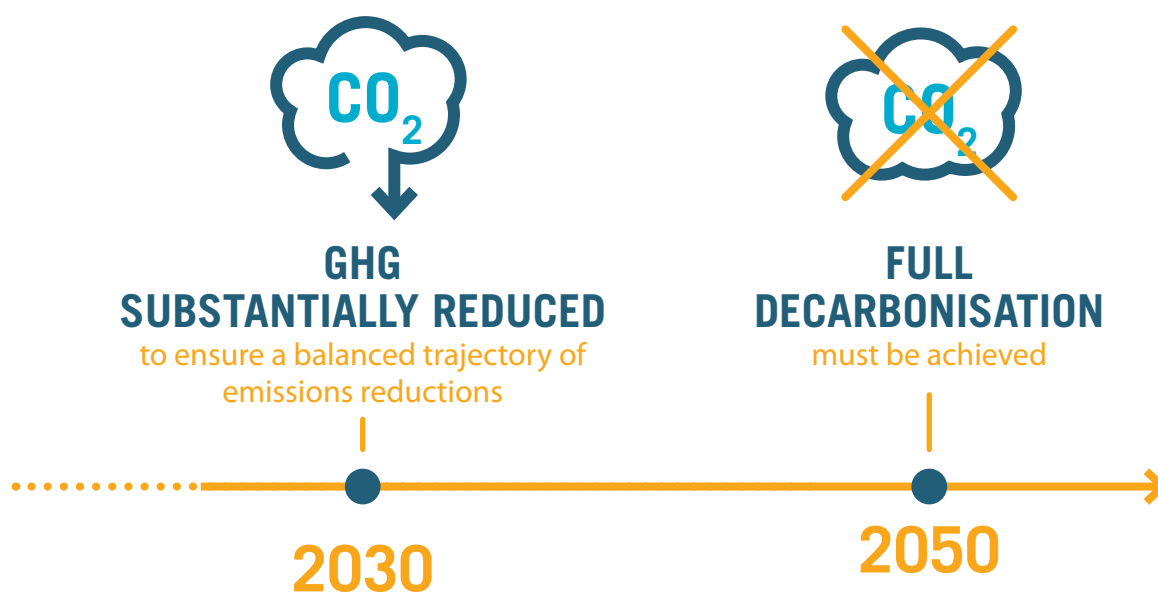 CO2
GHG
SUBSTANTIALLY REDUCED
to ensure a balanced trajectory of
emissions reductions
2030
CO2
FULL
DECARBONISATION
must be achieved
2050